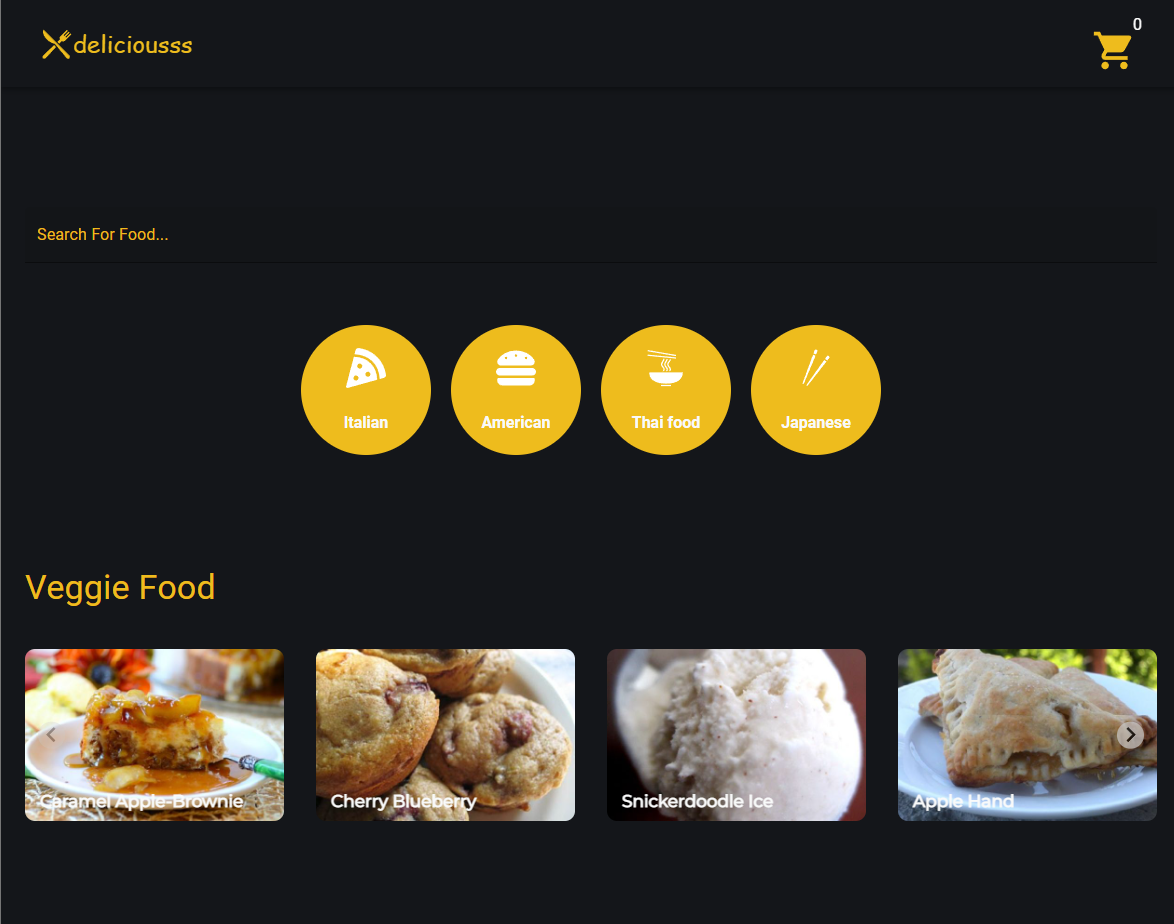 deliciousss
0
Search For Food...
Italian
American
Thai food
Japanese
Veggie Food
Caramel Apple-Brownie
Cherry Blueberry
Snickerdoodle Ice
Apple Hand